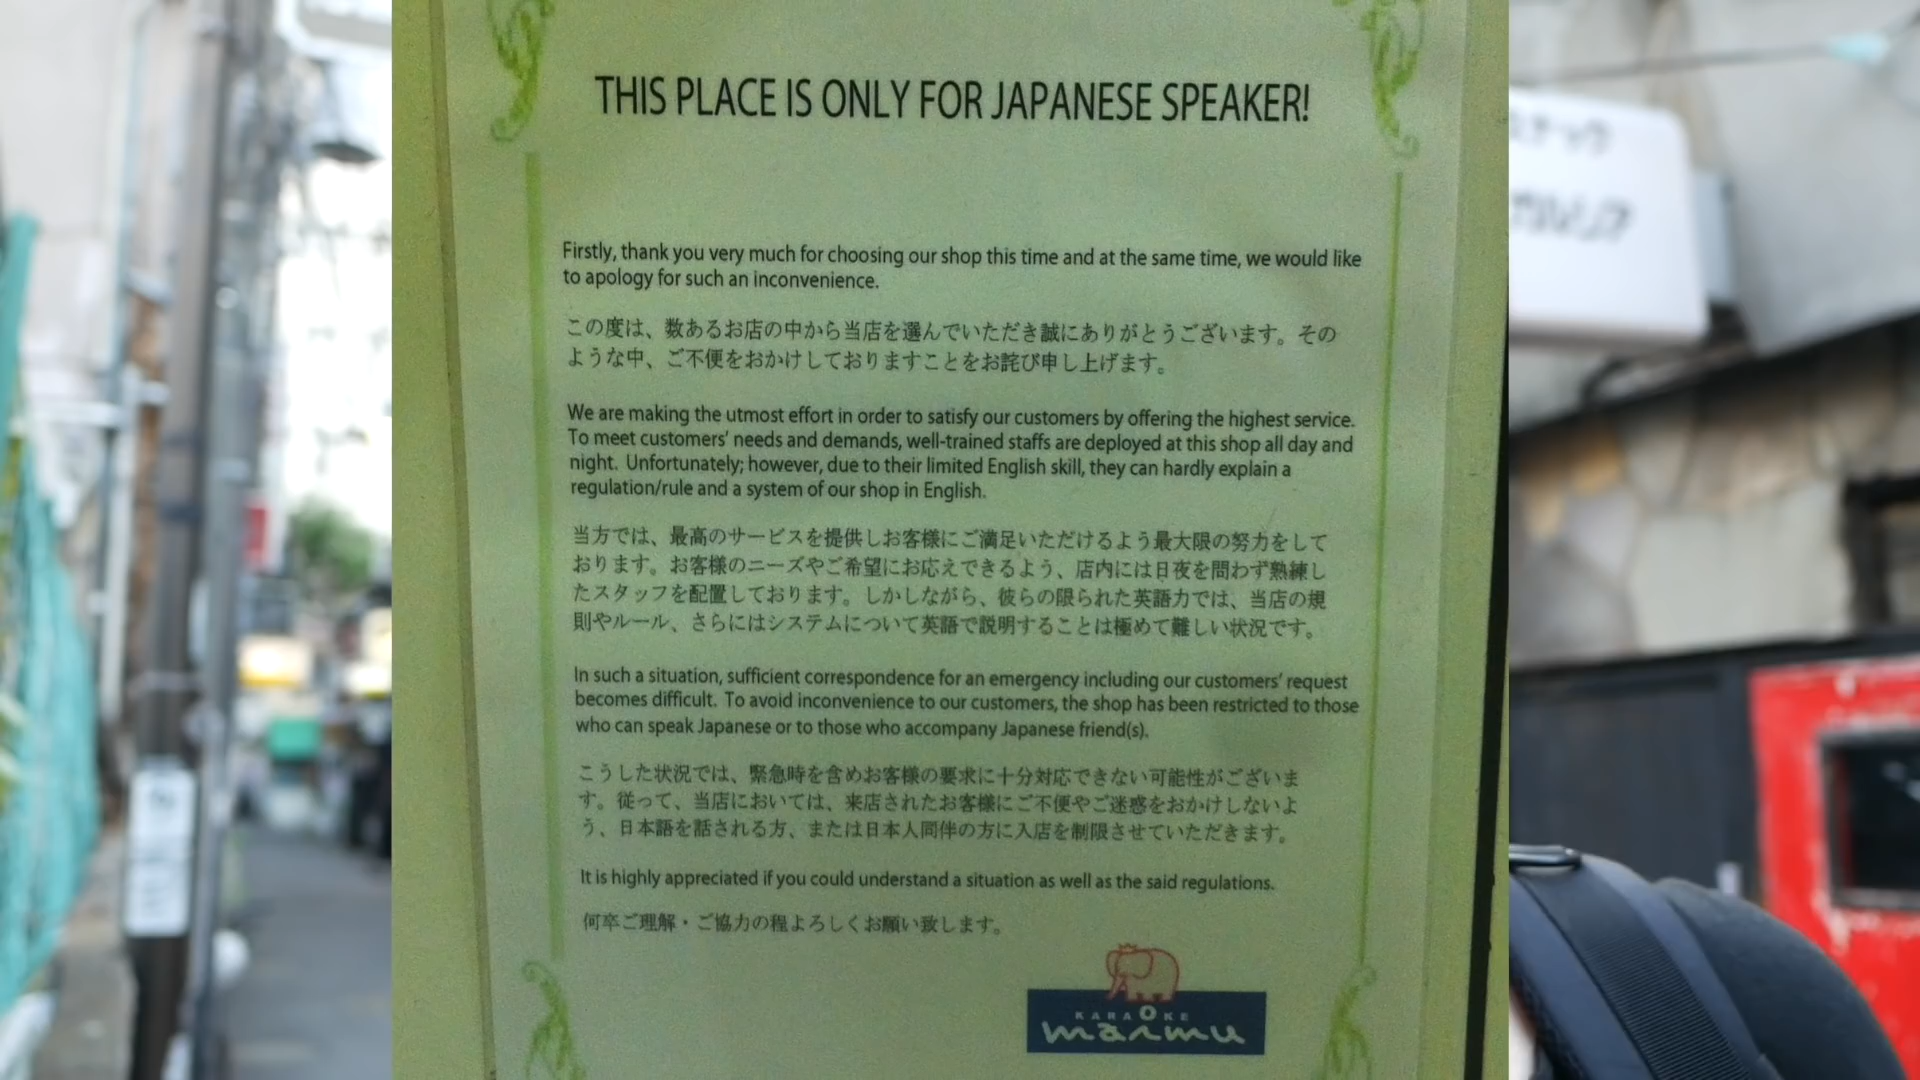 THIS PLACE IS ONLY FOR JAPANESE SPEAKER!
Firstly, thank you very much for choosing our shop this time and at the same time, we would like
to apology for such an inconvenience.
この度は、数あるお店の中から当店を選んでいただき誠にありがとうございます。その
ような中、ご不便をおかけしておりますことをお詫び申し上げます。
We are making the utmost effort in order to satisfy our customers by offering the highest service.
To meet customers' needs and demands, well-trained staffs are deployed at this shop all day and
night. Unfortunately; however, due to their limited English skill, they can hardly explain a
regulation/rule and a system of our shop in English.
当方では、最高のサービスを提供しお客様にご満足いただけるよう最大限の努力をして
おります。お客様のニーズやご希望にお応えできるよう、店内には日夜を問わず熟練し
たスタッフを配置しております。しかしながら、彼らの限られた英語力では、当店の規
則やルール、さらにはシステムについて英語で説明することは極めて難しい状況です。
In such a situation, sufficient correspondence for an emergency including our customers' request
becomes difficult. To avoid inconvenience to our customers, the shop has been restricted to those
who can speak Japanese or to those who accompany Japanese friend(s).
こうした状況では、緊急時を含めお客様の要求に十分対応できない可能性がございま
す。従って、当店においては、来店されたお客様にご不便やご迷惑をおかけしないよ
う、日本語を話される方、または日本人同伴の方に入店を制限させていただきます。
It is highly appreciated if you could understand a situation as well as the said regulations.
何卒ご理解・ご協力の程よろしくお願い致します。
KARAOKE
maimu
スナック